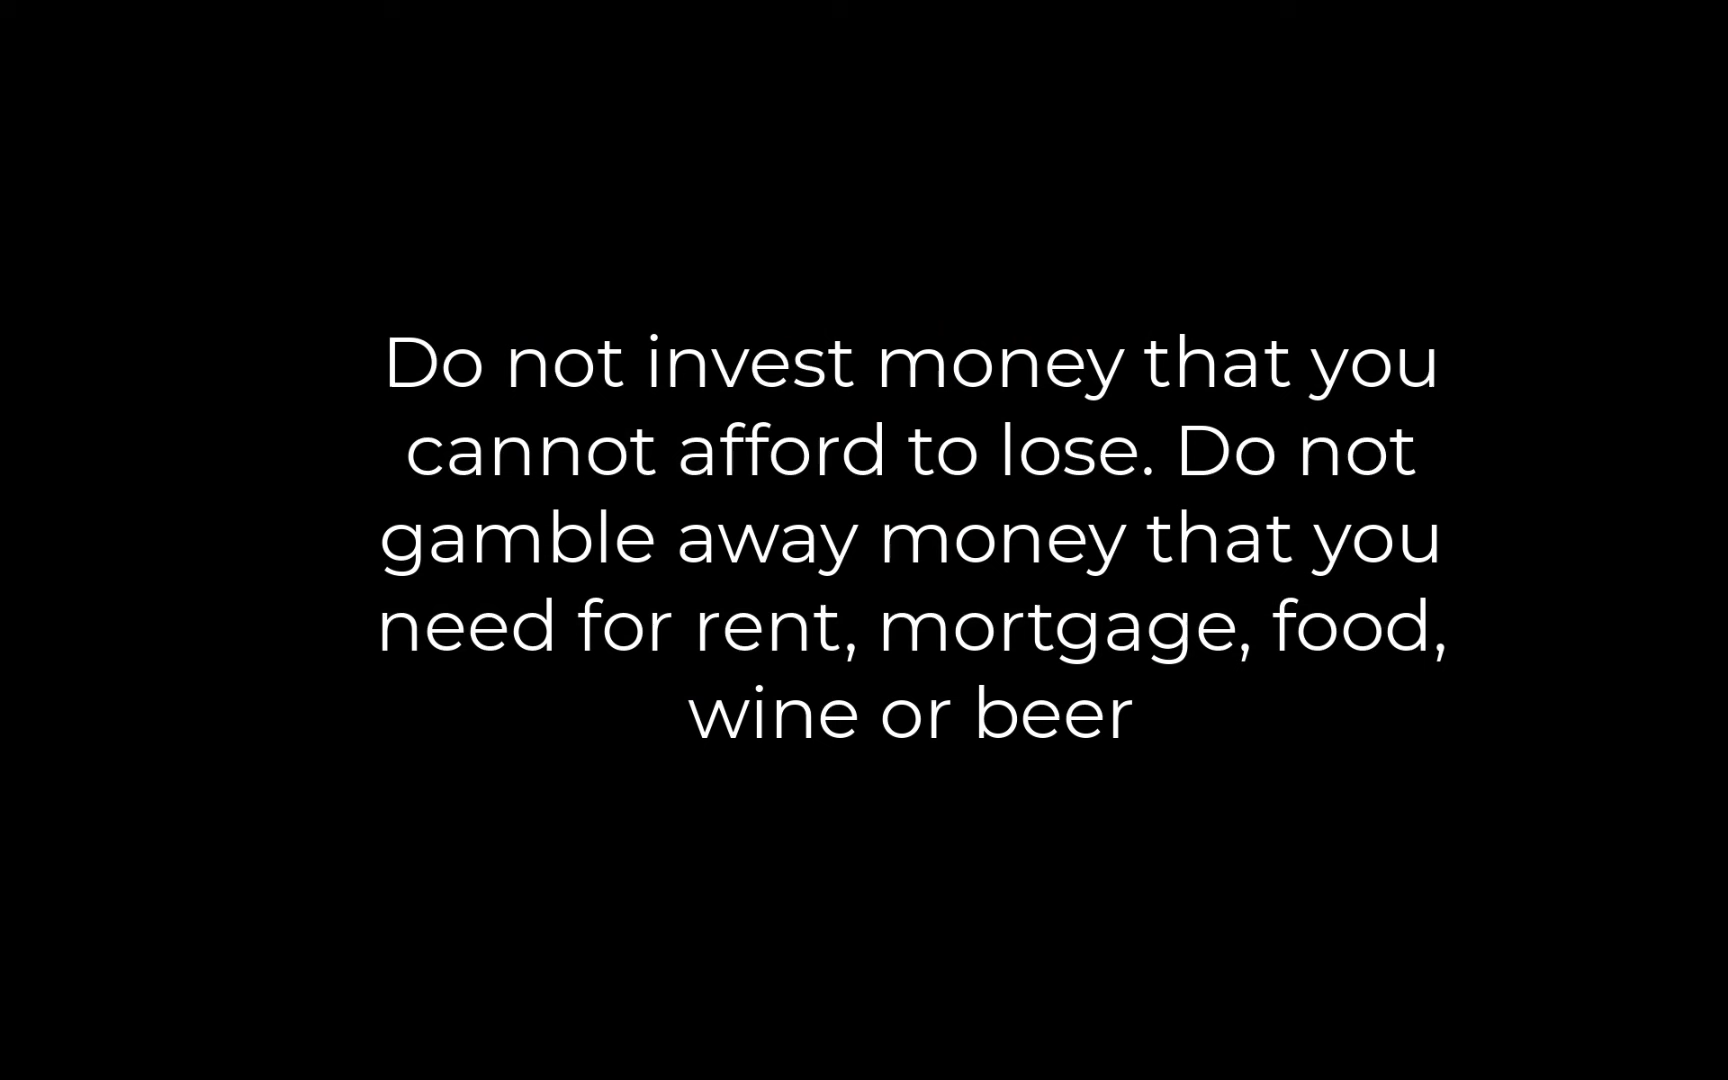 Do not invest money that you
cannot afford to lose. Do not
gamble away money that you
need for rent, mortgage, food,
wine or beer